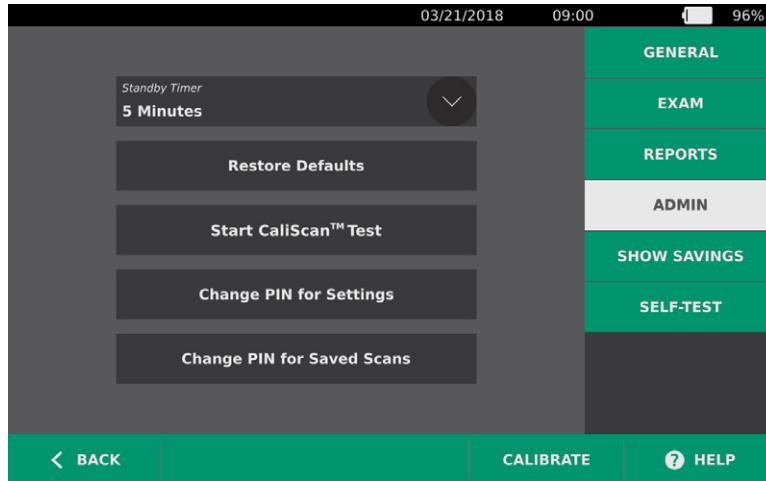 03/21/2018 09:00 96%
GENERAL
EXAM
REPORTS
ADMIN
SHOW SAVINGS
SELF-TEST
Standby Timer
5 Minutes
Restore Defaults
Start CaliScan™ Test
Change PIN for Settings
Change PIN for Saved Scans
BACK
CALIBRATE
? HELP